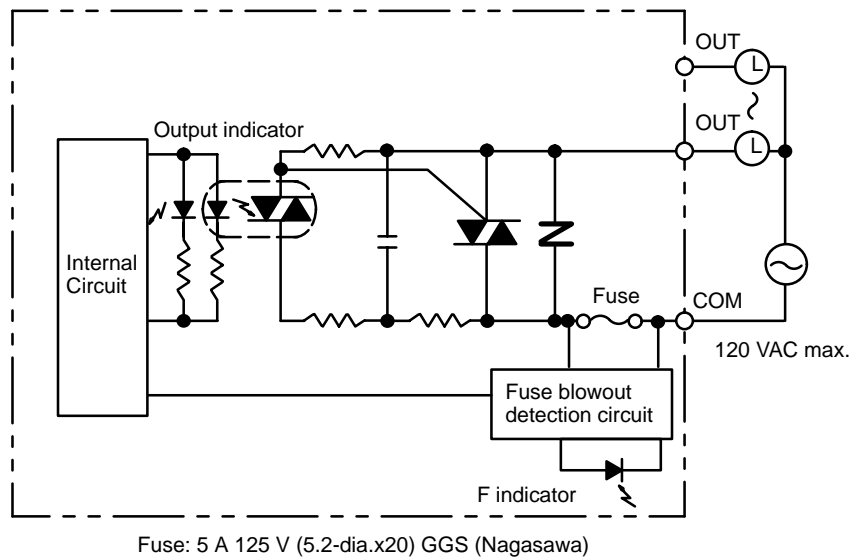 OUT
L
Output indicator
OUT
L
Internal
Circuit
Fuse
COM
120 VAC max.
Fuse blowout
detection circuit
F indicator
Fuse: 5 A 125 V (5.2-dia.x20) GGS (Nagasawa)